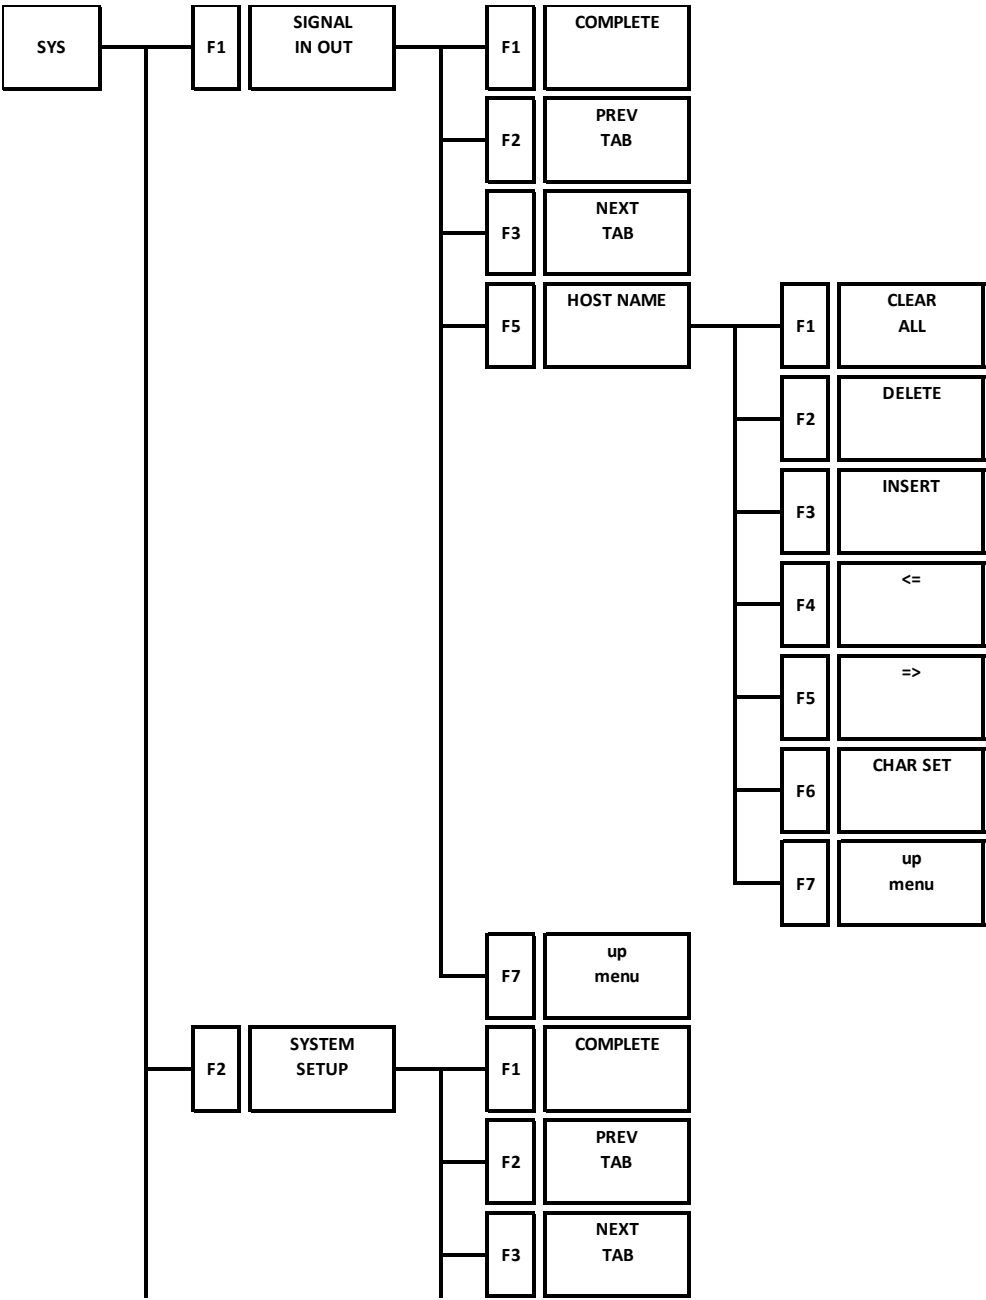 SYS
F1
SIGNAL
IN OUT
F1
COMPLETE
F2
PREV
TAB
F3
NEXT
TAB
F5
HOST NAME
F1
CLEAR
ALL
F2
DELETE
F3
INSERT
F4
<=
F5
=>
F6
CHAR SET
F7
up
menu
F7
up
menu
F2
SYSTEM
SETUP
F1
COMPLETE
F2
PREV
TAB
F3
NEXT
TAB